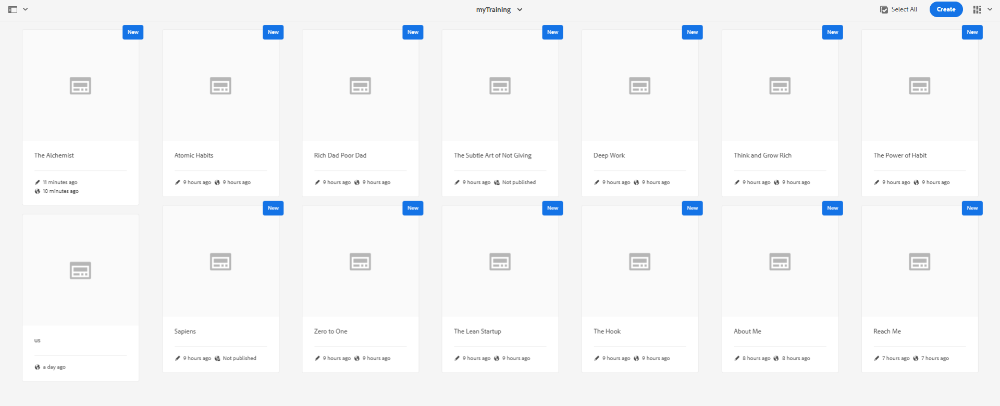 myTraining
Select All
Create
New
New
New
New
New
New
New
The Alchemist
Atomic Habits
Rich Dad Poor Dad
The Subtle Art of Not Giving
Deep Work
Think and Grow Rich
The Power of Habit
11 minutes ago
10 minutes ago
9 hours ago 9 hours ago
9 hours ago 9 hours ago
9 hours ago Not published
9 hours ago 9 hours ago
9 hours ago 9 hours ago
9 hours ago 9 hours ago
New
New
New
New
New
New
us
Sapiens
Zero to One
The Lean Startup
The Hook
About Me
Reach Me
a day ago
9 hours ago Not published
9 hours ago 9 hours ago
9 hours ago 9 hours ago
9 hours ago 9 hours ago
8 hours ago 8 hours ago
7 hours ago 7 hours ago